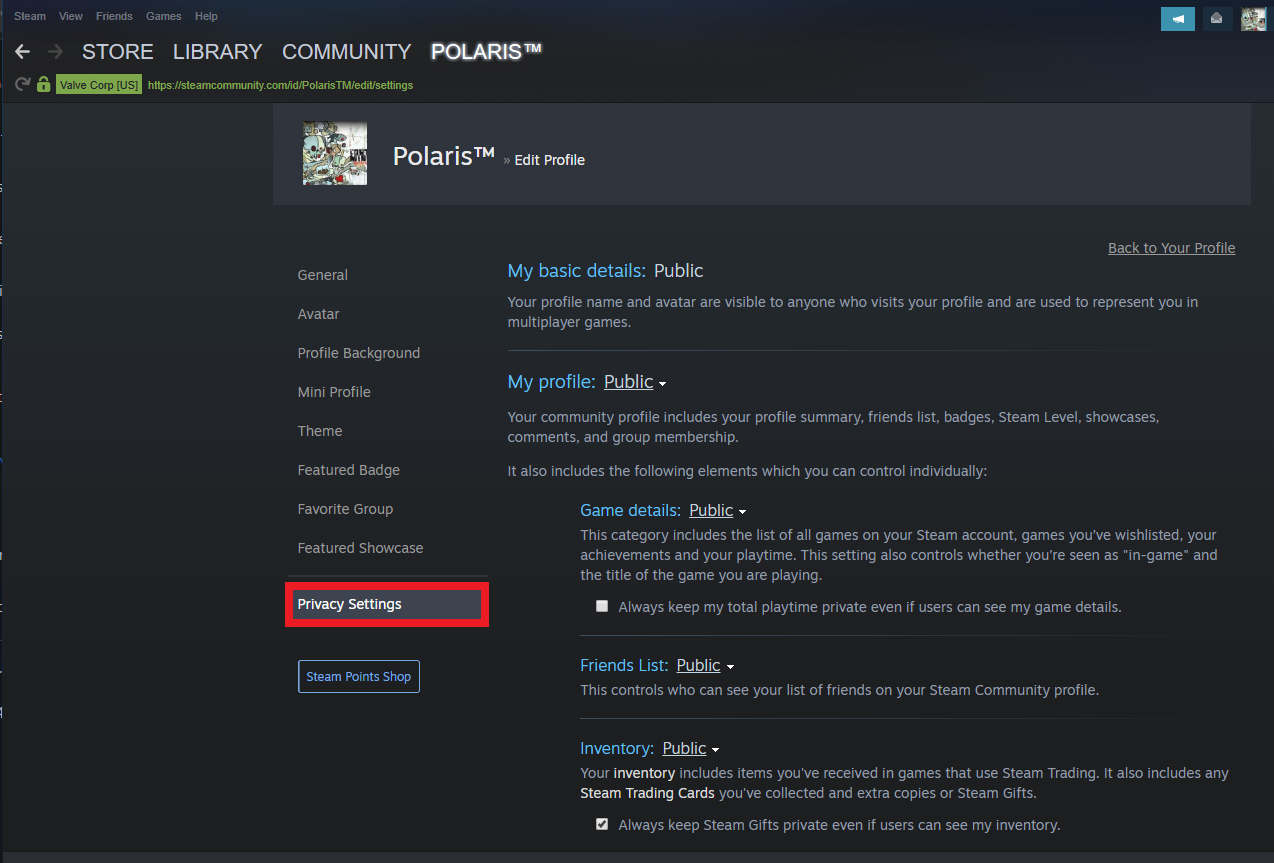 Steam View Friends Games Help
STORE LIBRARY COMMUNITY POLARIS™
Valve Corp [US] https://steamcommunity.com/id/PolarisTM/edit/settings
Polaris™ » Edit Profile
Back to Your Profile
General
Avatar
Profile Background
Mini Profile
Theme
Featured Badge
Favorite Group
Featured Showcase
Privacy Settings
Steam Points Shop
My basic details: Public
Your profile name and avatar are visible to anyone who visits your profile and are used to represent you in
multiplayer games.
My profile: Public
Your community profile includes your profile summary, friends list, badges, Steam Level, showcases,
comments, and group membership.
It also includes the following elements which you can control individually:
Game details: Public
This category includes the list of all games on your Steam account, games you've wishlisted, your
achievements and your playtime. This setting also controls whether you're seen as "in-game" and
the title of the game you are playing.
Always keep my total playtime private even if users can see my game details.
Friends List: Public
This controls who can see your list of friends on your Steam Community profile.
Inventory: Public
Your inventory includes items you've received in games that use Steam Trading. It also includes any
Steam Trading Cards you've collected and extra copies or Steam Gifts.
Always keep Steam Gifts private even if users can see my inventory.